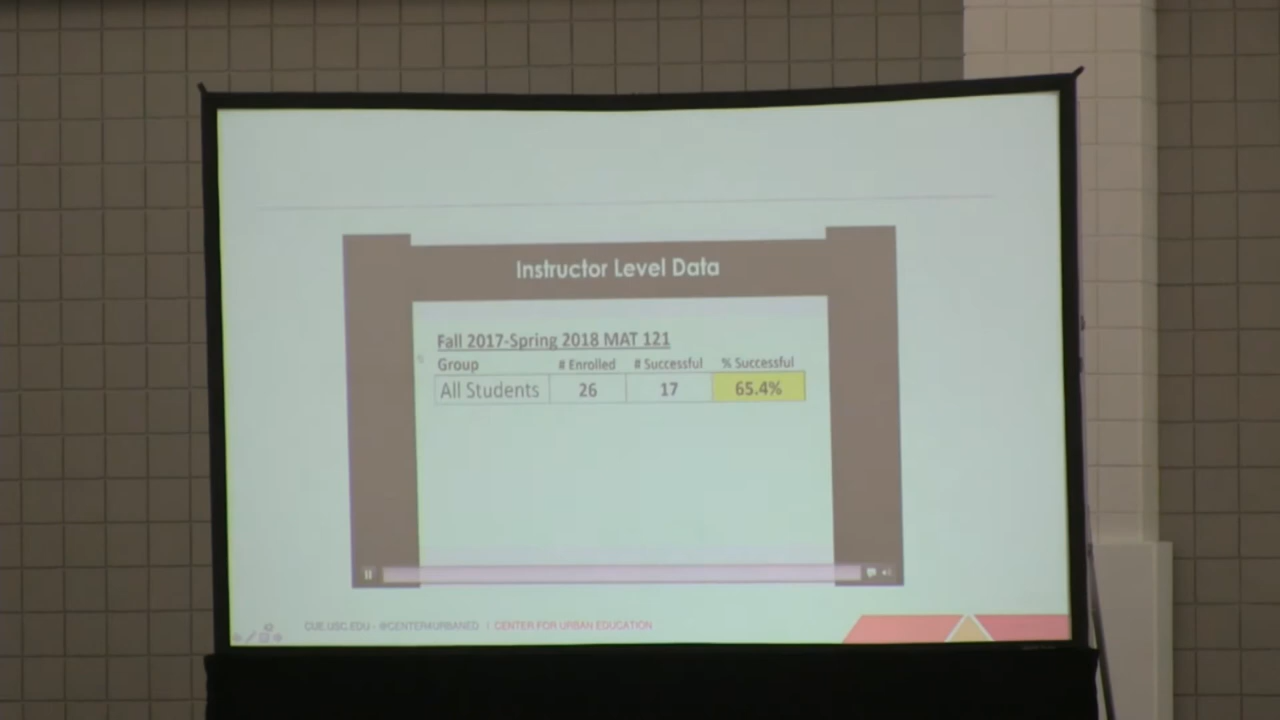 Instructor Level Data
Fall 2017-Spring 2018 MAT 121
Group # Enrolled # Successful % Successful
All Students 26 17 65.4%
CUE.USC.EDU - @CENTER4URBANED | CENTER FOR URBAN EDUCATION